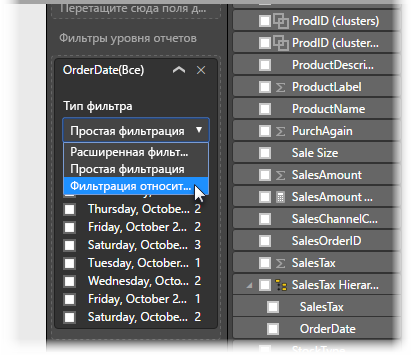 Перетащите сюда поля д...
Фильтры уровня отчетов
OrderDate(Все)
Тип фильтра
Простая фильтрация
Расширенная фильт...
Простая фильтрация
Фильтрация относит...
Thursday, Octobe... 2
Friday, October 2... 2
Saturday, Octobe... 3
Tuesday, October... 1
Wednesday, Octo... 2
Friday, October 2... 1
Saturday, Octobe... 2
ProdID (clusters)
ProdID (cluster...
ProductDescri...
ProductLabel
ProductName
PurchAgain
Sale Size
SalesAmount
SalesAmount ...
SalesChannelC...
SalesOrderID
SalesTax
SalesTax Hierar...
SalesTax
OrderDate